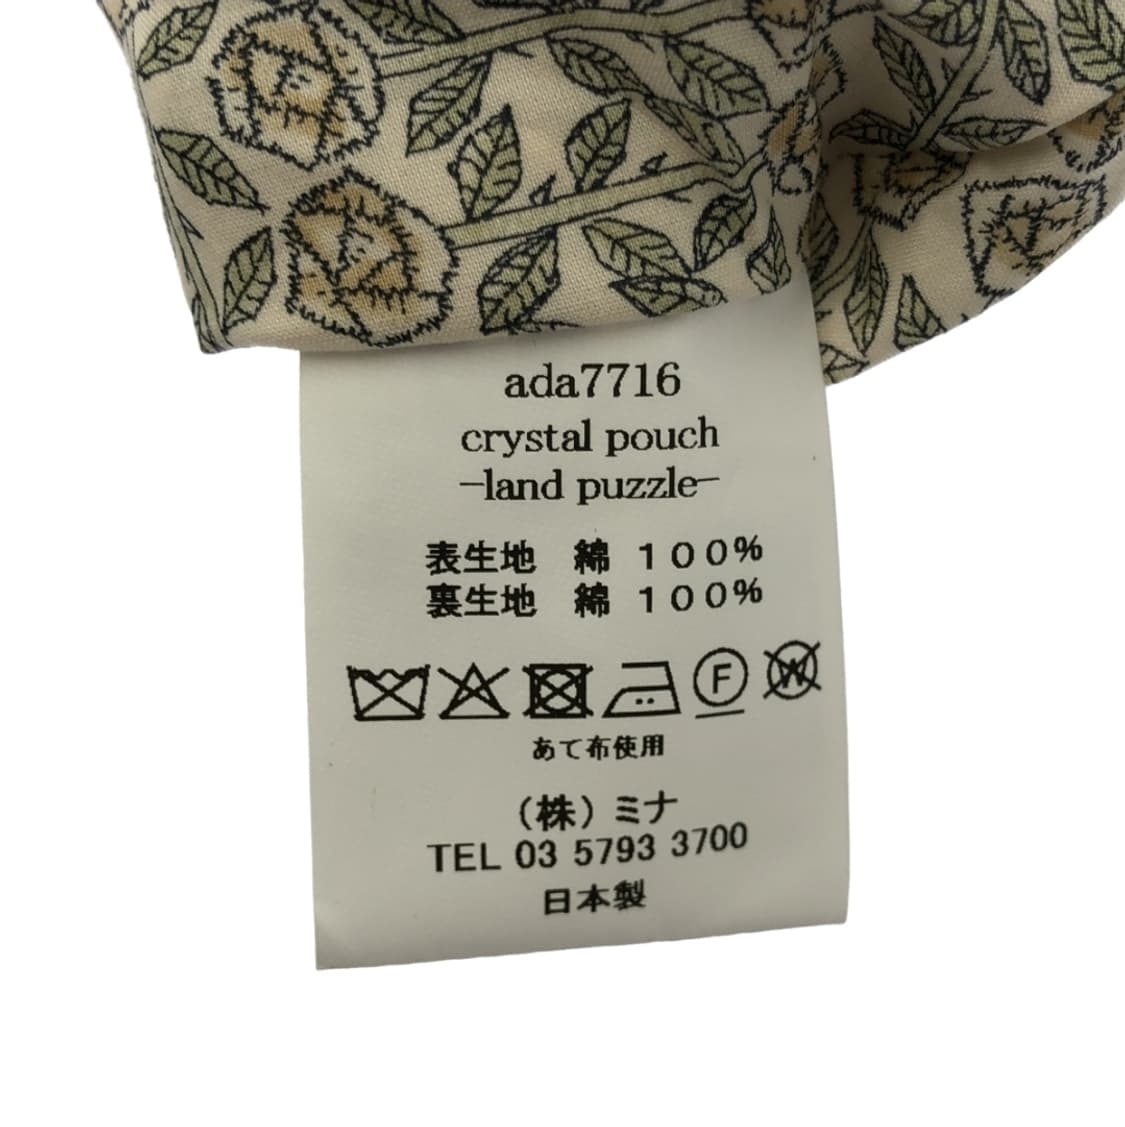 ada7716
crystal pouch
-land puzzle-
表生地　綿 １００%
裏生地　綿 １００%
F W
あて布使用
（株）ミナ
TEL 03 5793 3700
日本製